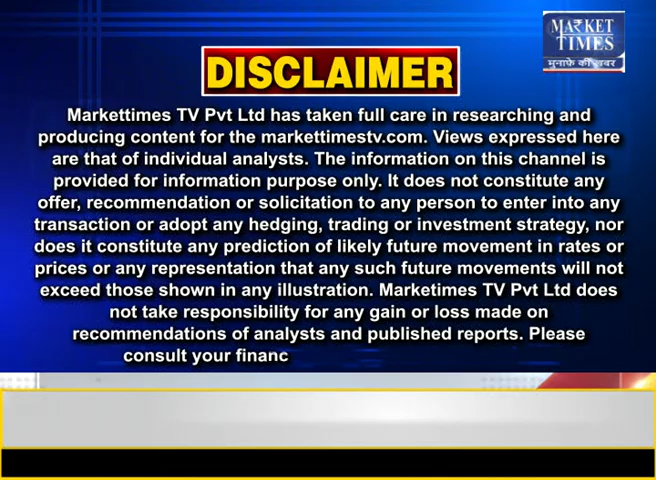 MARKET
TIMES
मुनाफे की खबर
DISCLAIMER
Markettimes TV Pvt Ltd has taken full care in researching and
producing content for the markettimestv.com. Views expressed here
are that of individual analysts. The information on this channel is
provided for information purpose only. It does not constitute any
offer, recommendation or solicitation to any person to enter into any
transaction or adopt any hedging, trading or investment strategy, nor
does it constitute any prediction of likely future movement in rates or
prices or any representation that any such future movements will not
exceed those shown in any illustration. Marketimes TV Pvt Ltd does
not take responsibility for any gain or loss made on
recommendations of analysts and published reports. Please
consult your financ